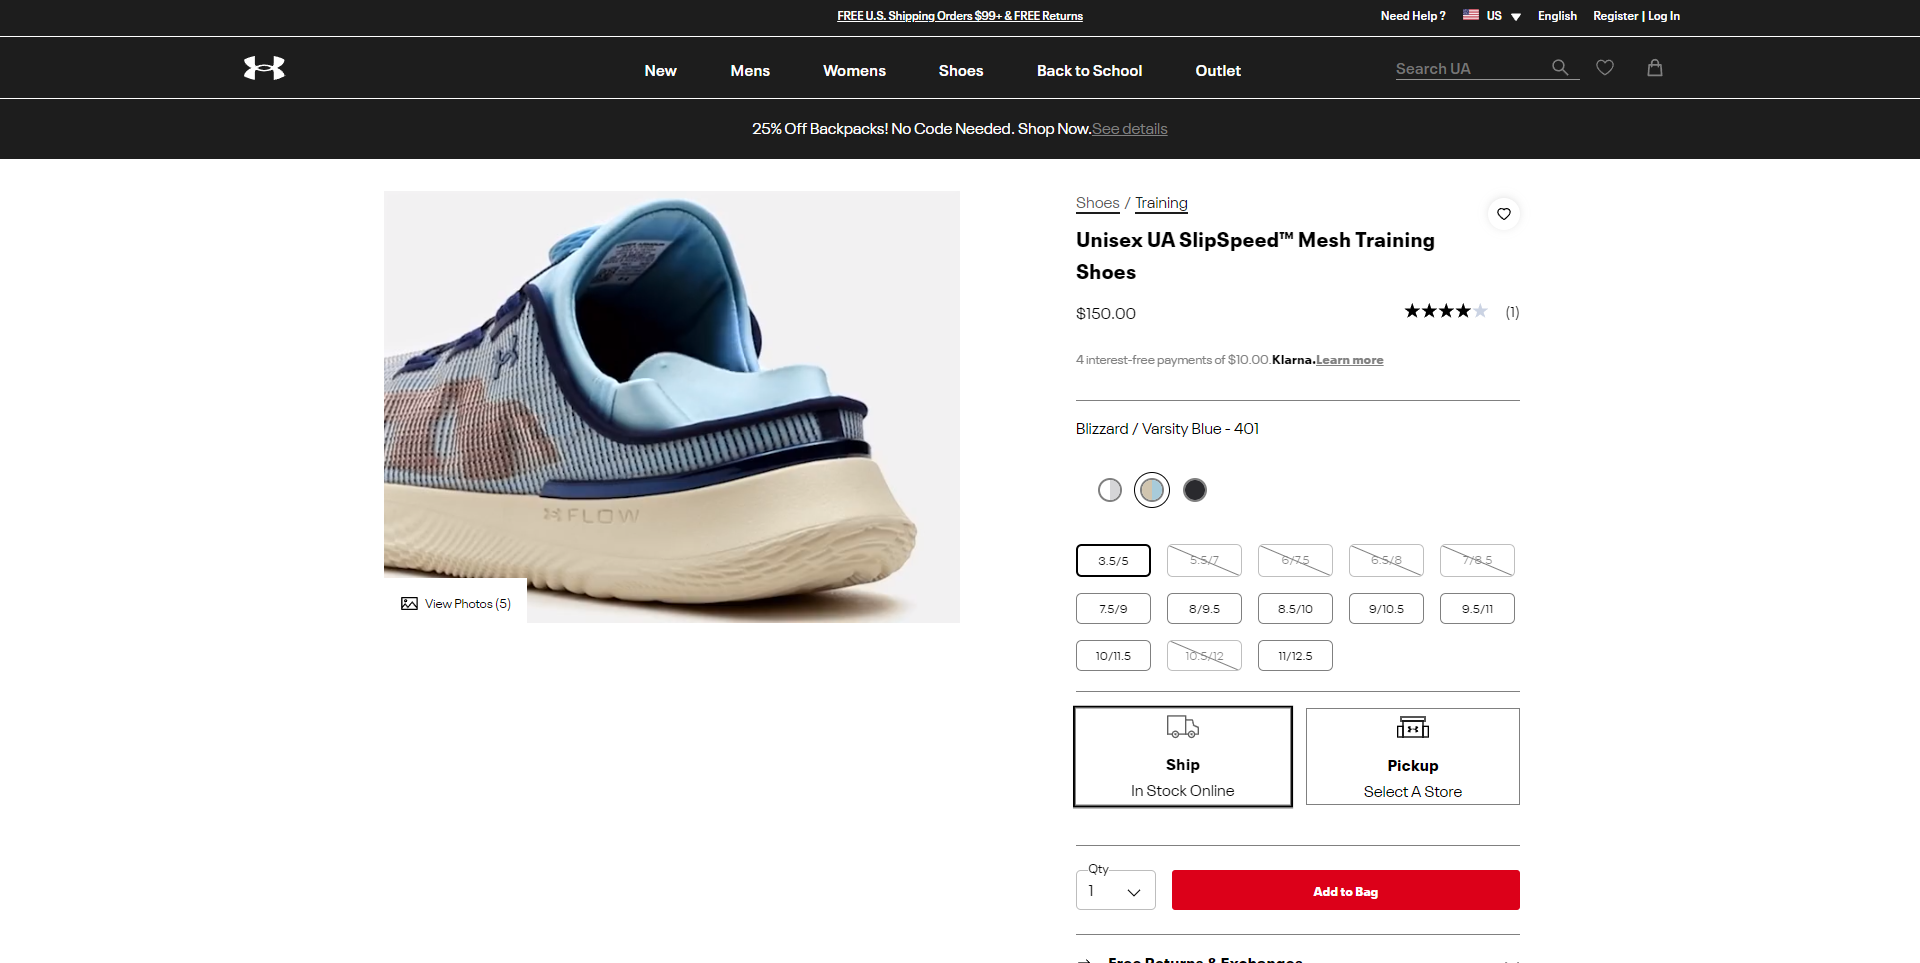 FREE U.S. Shipping Orders $99+ & FREE Returns
Need Help ?
US
English
Register | Log In
New
Mens
Womens
Shoes
Back to School
Outlet
Search UA
25% Off Backpacks! No Code Needed. Shop Now.See details
FLOW
View Photos (5)
Shoes / Training
Unisex UA SlipSpeed™ Mesh Training
Shoes
$150.00
(1)
4 interest-free payments of $10.00.Klarna.Learn more
Blizzard / Varsity Blue - 401
3.5/5
5.5/7
6/7.5
6.5/8
7/8.5
7.5/9
8/9.5
8.5/10
9/10.5
9.5/11
10/11.5
10.5/12
11/12.5
Ship
In Stock Online
Pickup
Select A Store
Qty
1
Add to Bag
Free Returns & Exchanges